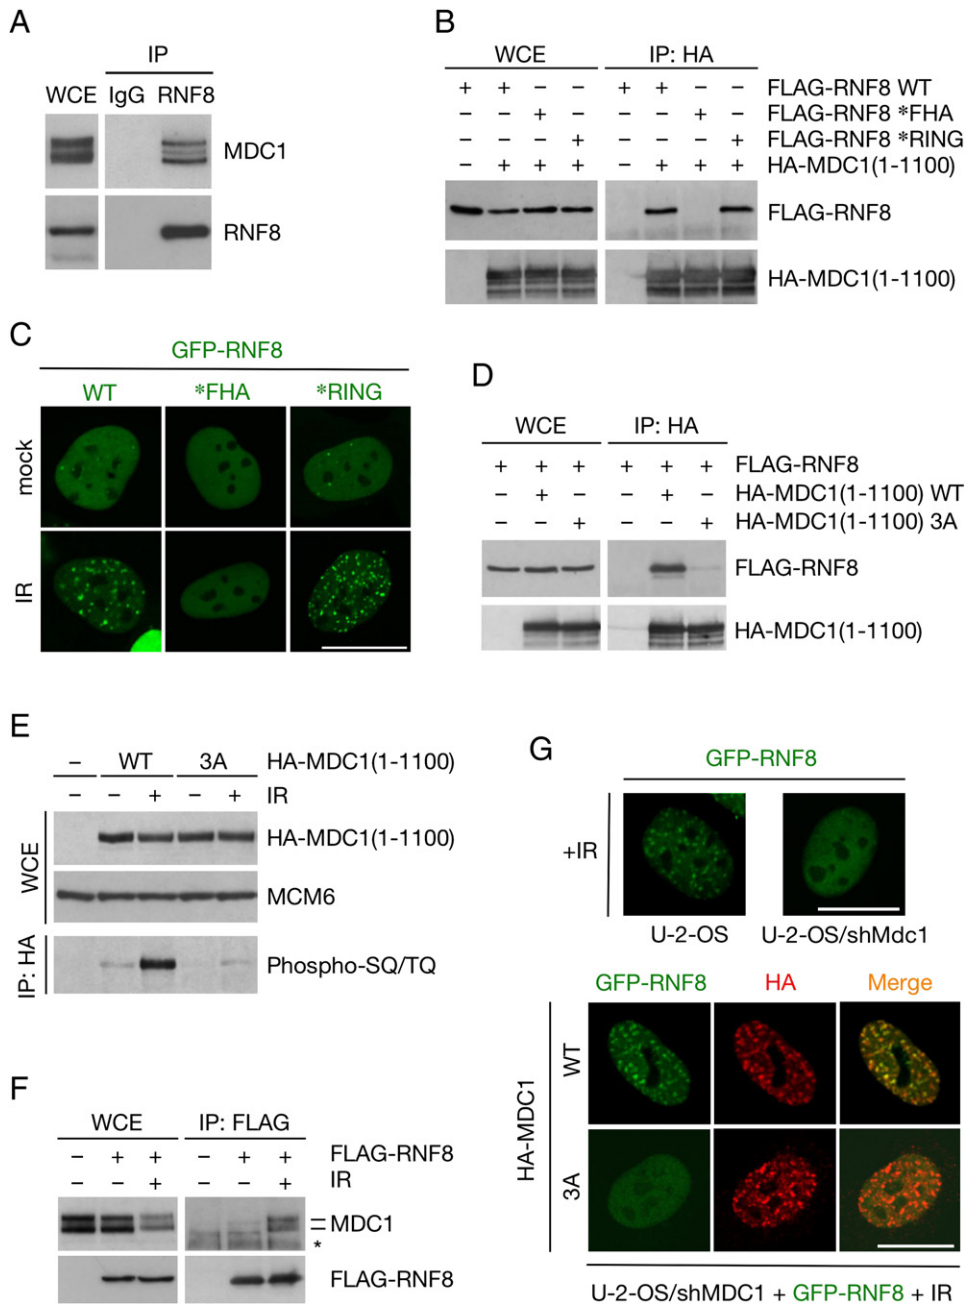 A
IP
WCE IgG RNF8
MDC1
RNF8
B
WCE IP: HA
+ + − − + + − − FLAG-RNF8 WT
− − + − − − + − FLAG-RNF8 *FHA
− − − + − − − + FLAG-RNF8 *RING
− + + + − + + + HA-MDC1(1-1100)
FLAG-RNF8
HA-MDC1(1-1100)
C
GFP-RNF8
WT *FHA *RING
mock
IR
D
WCE IP: HA
+ + + + + + FLAG-RNF8
− + − − + − HA-MDC1(1-1100) WT
− − + − − + HA-MDC1(1-1100) 3A
FLAG-RNF8
HA-MDC1(1-1100)
E
− WT 3A HA-MDC1(1-1100)
− − + − + IR
WCE
HA-MDC1(1-1100)
MCM6
IP: HA
Phospho-SQ/TQ
F
WCE IP: FLAG
− + + − + + FLAG-RNF8
− − + − − + IR
MDC1
*
FLAG-RNF8
G
GFP-RNF8
+IR
U-2-OS U-2-OS/shMdc1
GFP-RNF8 HA Merge
HA-MDC1
WT
3A
U-2-OS/shMDC1 + GFP-RNF8 + IR